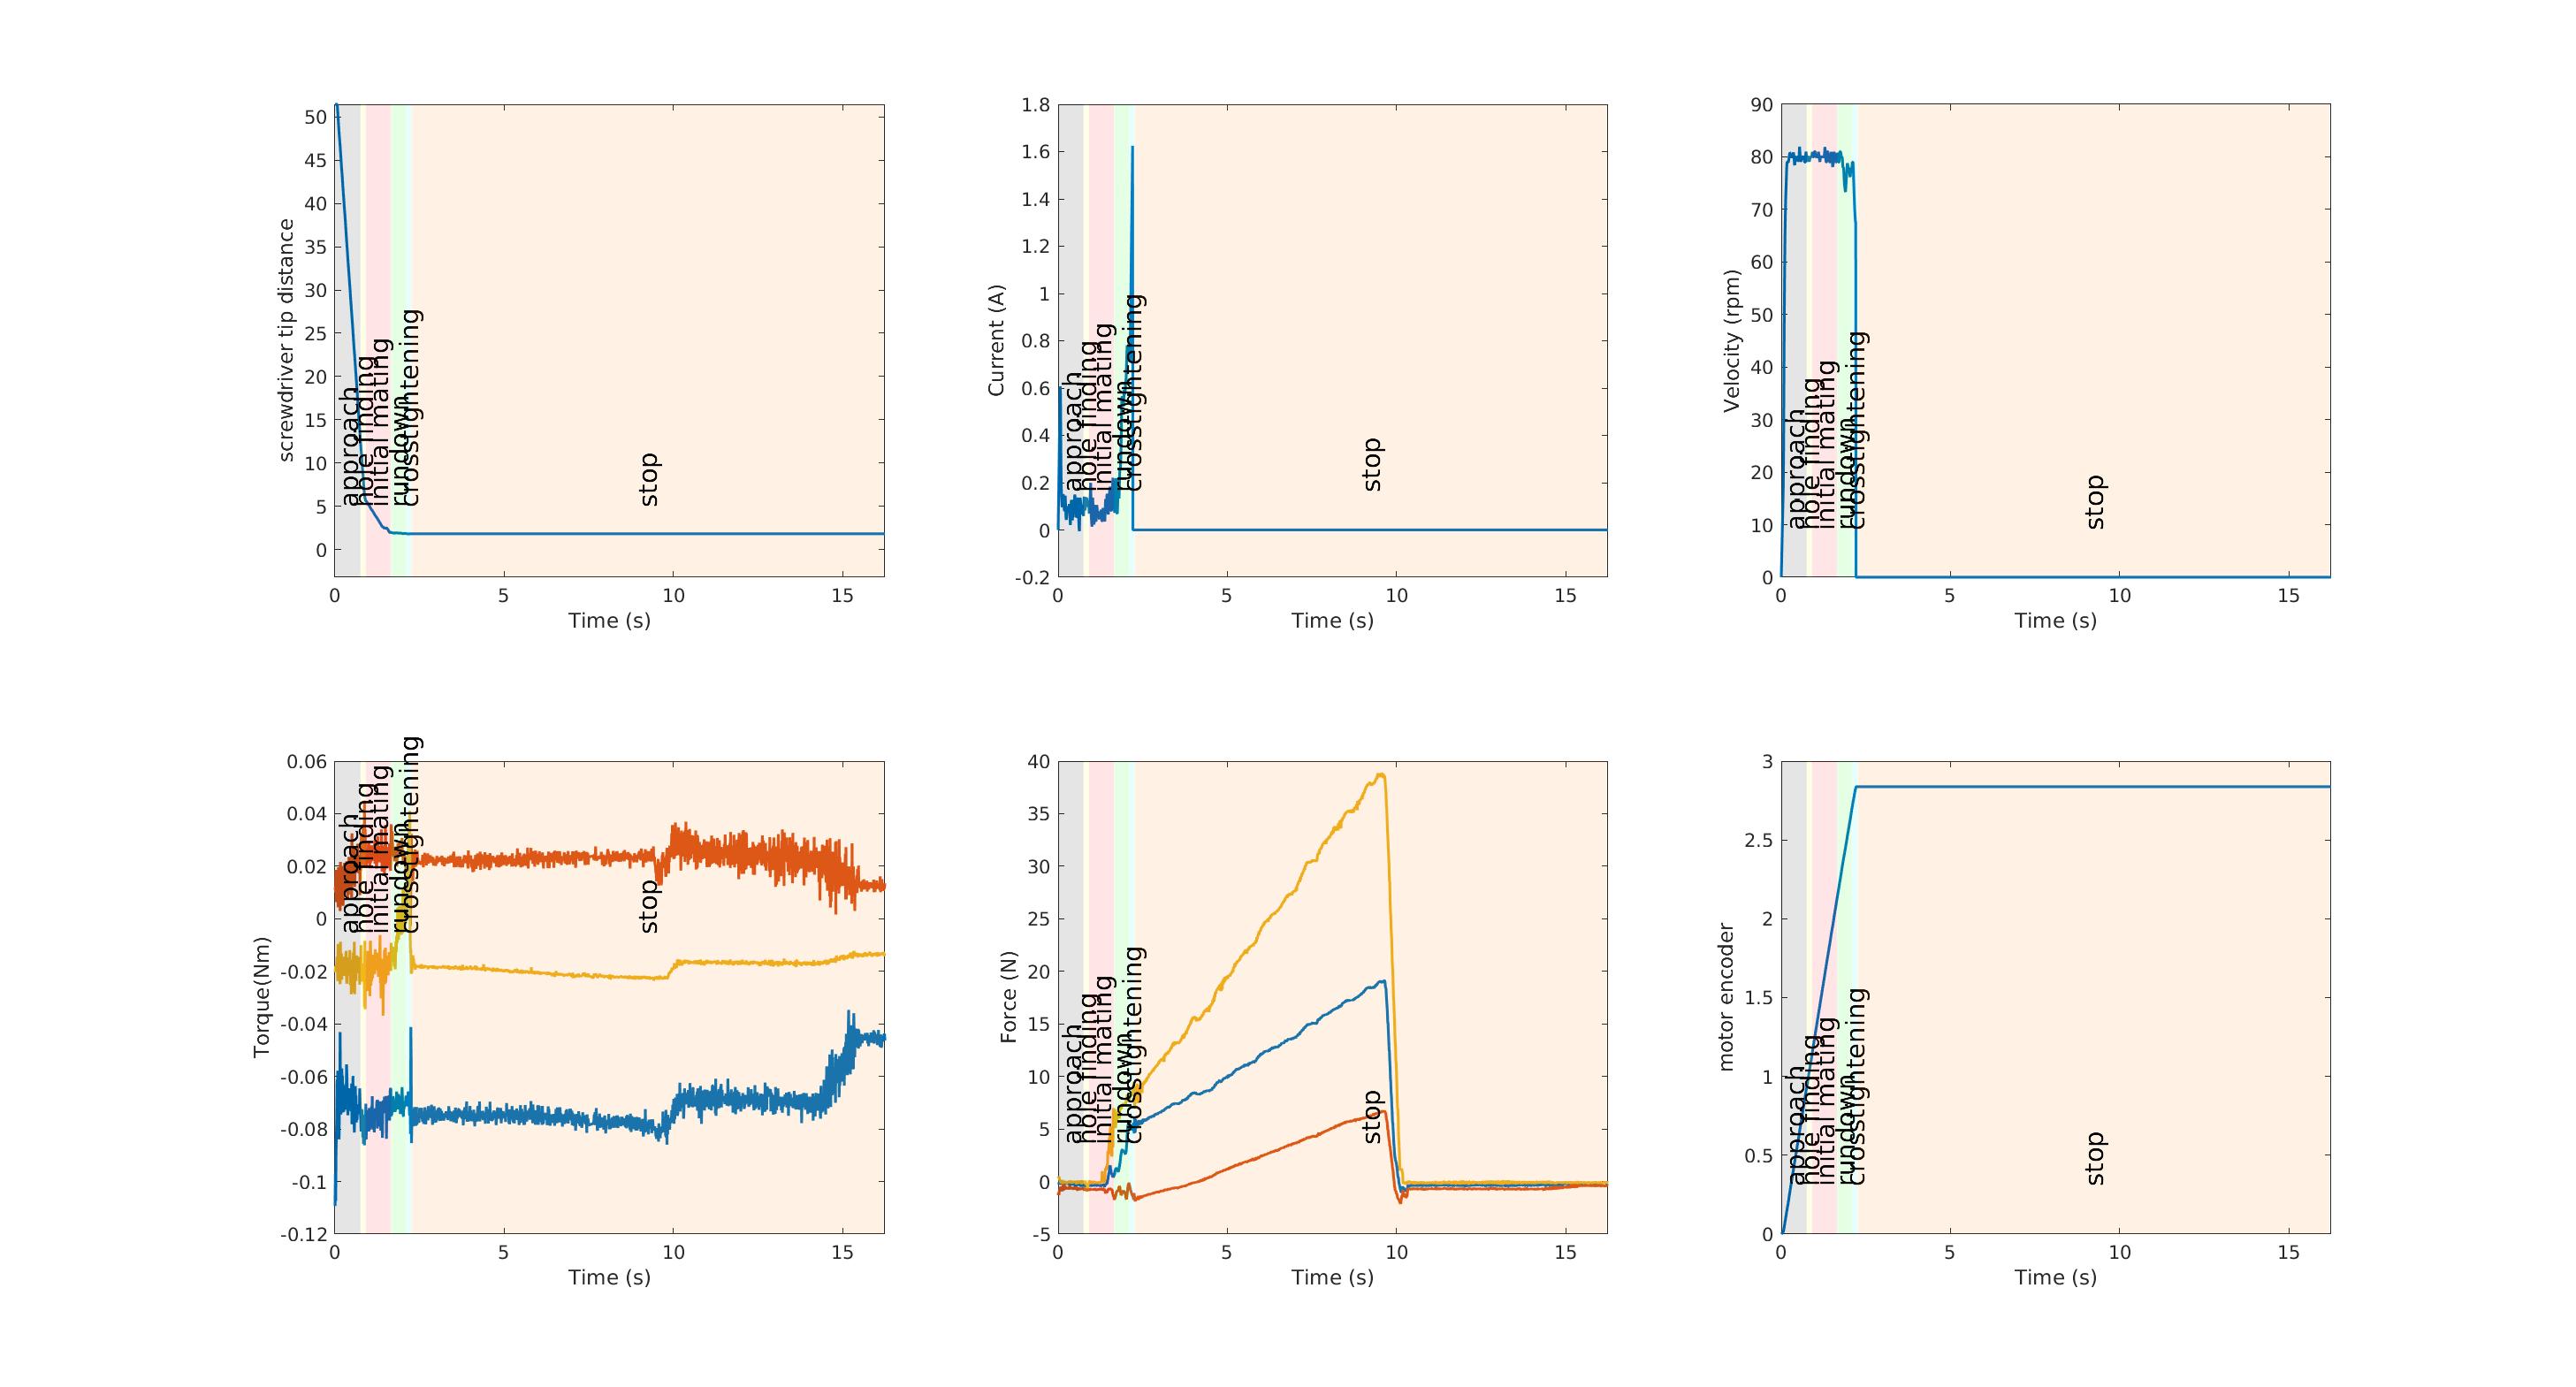 50
45
40
35
30
25
20
15
10
5
0
screwdriver tip distance
approach
hole finding
initial mating
rundown
crosstightening
stop
0 5 10 15
Time (s)
1.8
1.6
1.4
1.2
1
0.8
0.6
0.4
0.2
0
-0.2
Current (A)
approach
hole finding
initial mating
rundown
crosstightening
stop
0 5 10 15
Time (s)
90
80
70
60
50
40
30
20
10
0
Velocity (rpm)
approach
hole finding
initial mating
rundown
crosstightening
stop
0 5 10 15
Time (s)
0.06
0.04
0.02
0
-0.02
-0.04
-0.06
-0.08
-0.1
-0.12
Torque(Nm)
approach
hole finding
initial mating
rundown
crosstightening
stop
0 5 10 15
Time (s)
40
35
30
25
20
15
10
5
0
-5
Force (N)
approach
hole finding
initial mating
rundown
crosstightening
stop
0 5 10 15
Time (s)
3
2.5
2
1.5
1
0.5
0
motor encoder
approach
hole finding
initial mating
rundown
crosstightening
stop
0 5 10 15
Time (s)